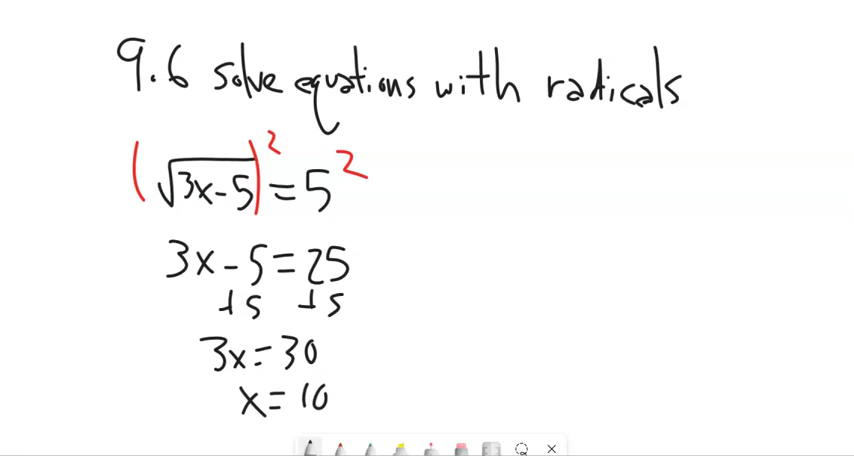 9.6 solve equations with radicals
(√3x-5)² = 5²
3x - 5 = 25
+5 +5
3x = 30
x = 10